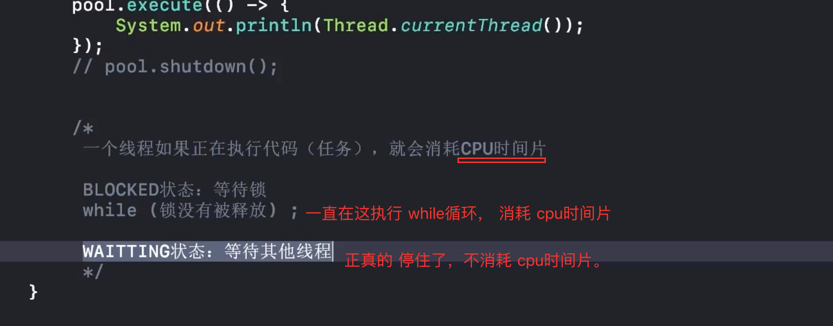 pool.execute(() -> {
System.out.println(Thread.currentThread());
});
// pool.shutdown();
/*
一个线程如果正在执行代码（任务），就会消耗CPU时间片
BLOCKED状态：等待锁
while (锁没有被释放) ; 一直在这执行 while循环， 消耗 cpu时间片
WAITTING状态：等待其他线程 正真的 停住了，不消耗 cpu时间片。
*/
}